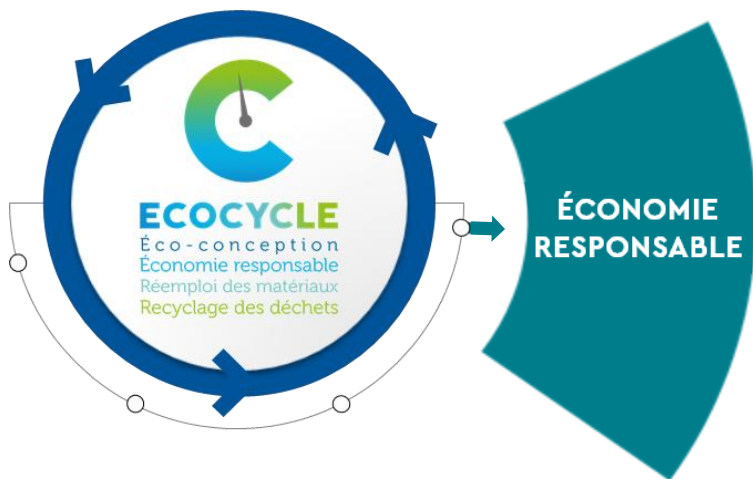 ECOCYCLE
Éco-conception
Économie responsable
Réemploi des matériaux
Recyclage des déchets
ÉCONOMIE
RESPONSABLE